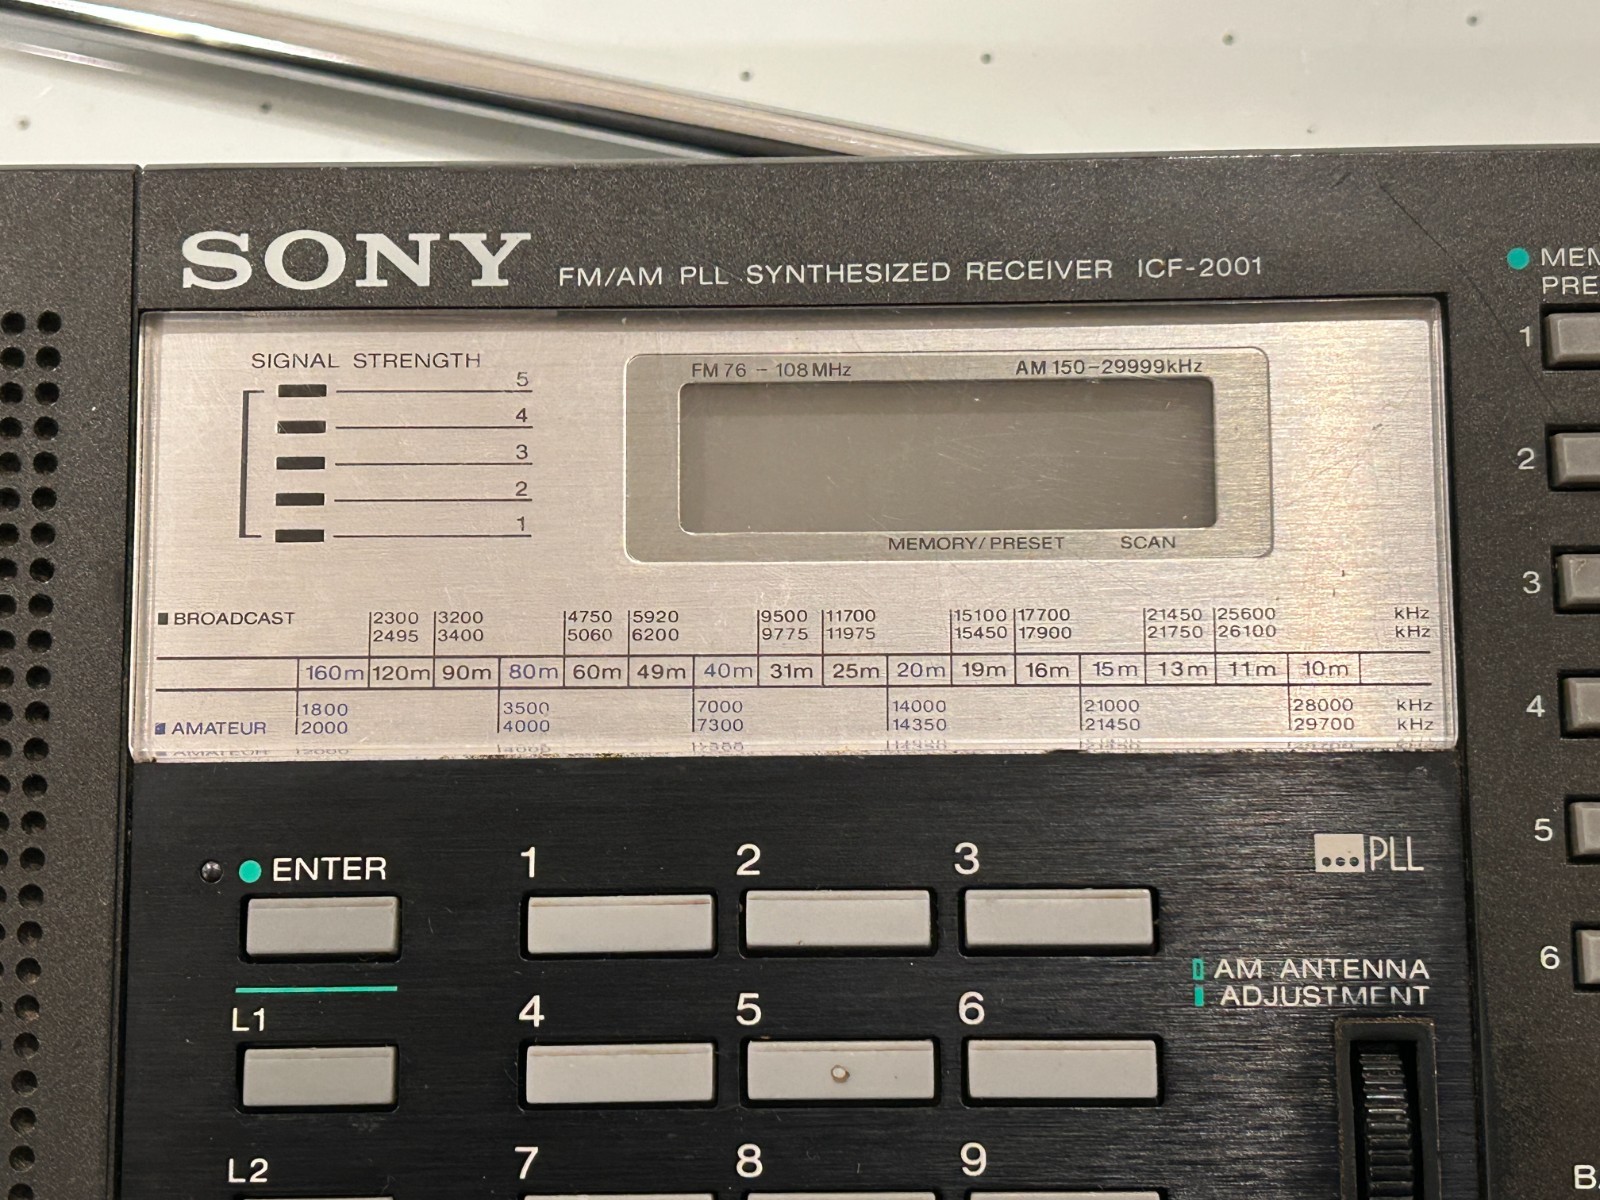 SONY FM/AM PLL SYNTHESIZED RECEIVER ICF-2001
SIGNAL STRENGTH
5
4
3
2
1
FM 76 - 108 MHz AM 150-29999kHz
MEMORY/PRESET SCAN
BROADCAST 2300 3200 4750 5920 9500 11700 15100 17700 21450 25600 kHz
2495 3400 5060 6200 9775 11975 15450 17900 21750 26100 kHz
160m 120m 90m 80m 60m 49m 40m 31m 25m 20m 19m 16m 15m 13m 11m 10m
1800 3500 7000 14000 21000 28000 kHz
AMATEUR 2000 4000 7300 14350 21450 29700 kHz
PLL
ENTER 1 2 3
AM ANTENNA
ADJUSTMENT
L1 4 5 6
L2 7 8 9
1
2
3
4
5
6